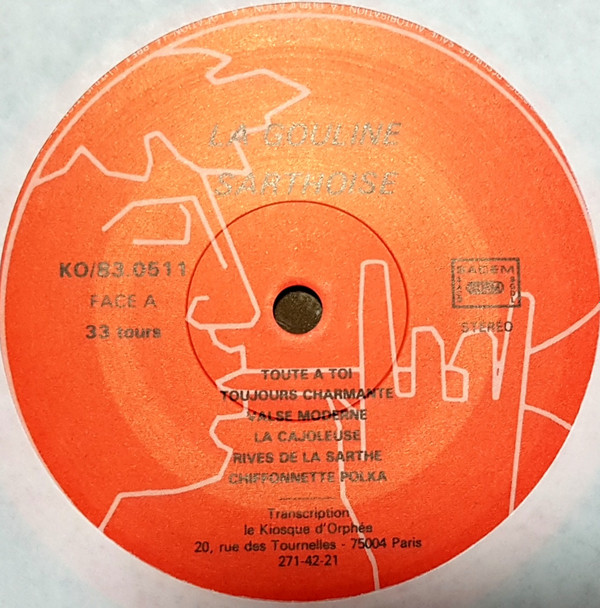 LA GOULINE
SARTHOISE
KO/83.0511
FACE A
33 tours
SACEM
STÉRÉO
TOUTE A TOI
TOUJOURS CHARMANTE
VALSE MODERNE
LA CAJOLEUSE
RIVES DE LA SARTHE
CHIFFONNETTE POLKA
Transcription
le Kiosque d'Orphée
20, rue des Tournelles - 75004 Paris
271-42-21